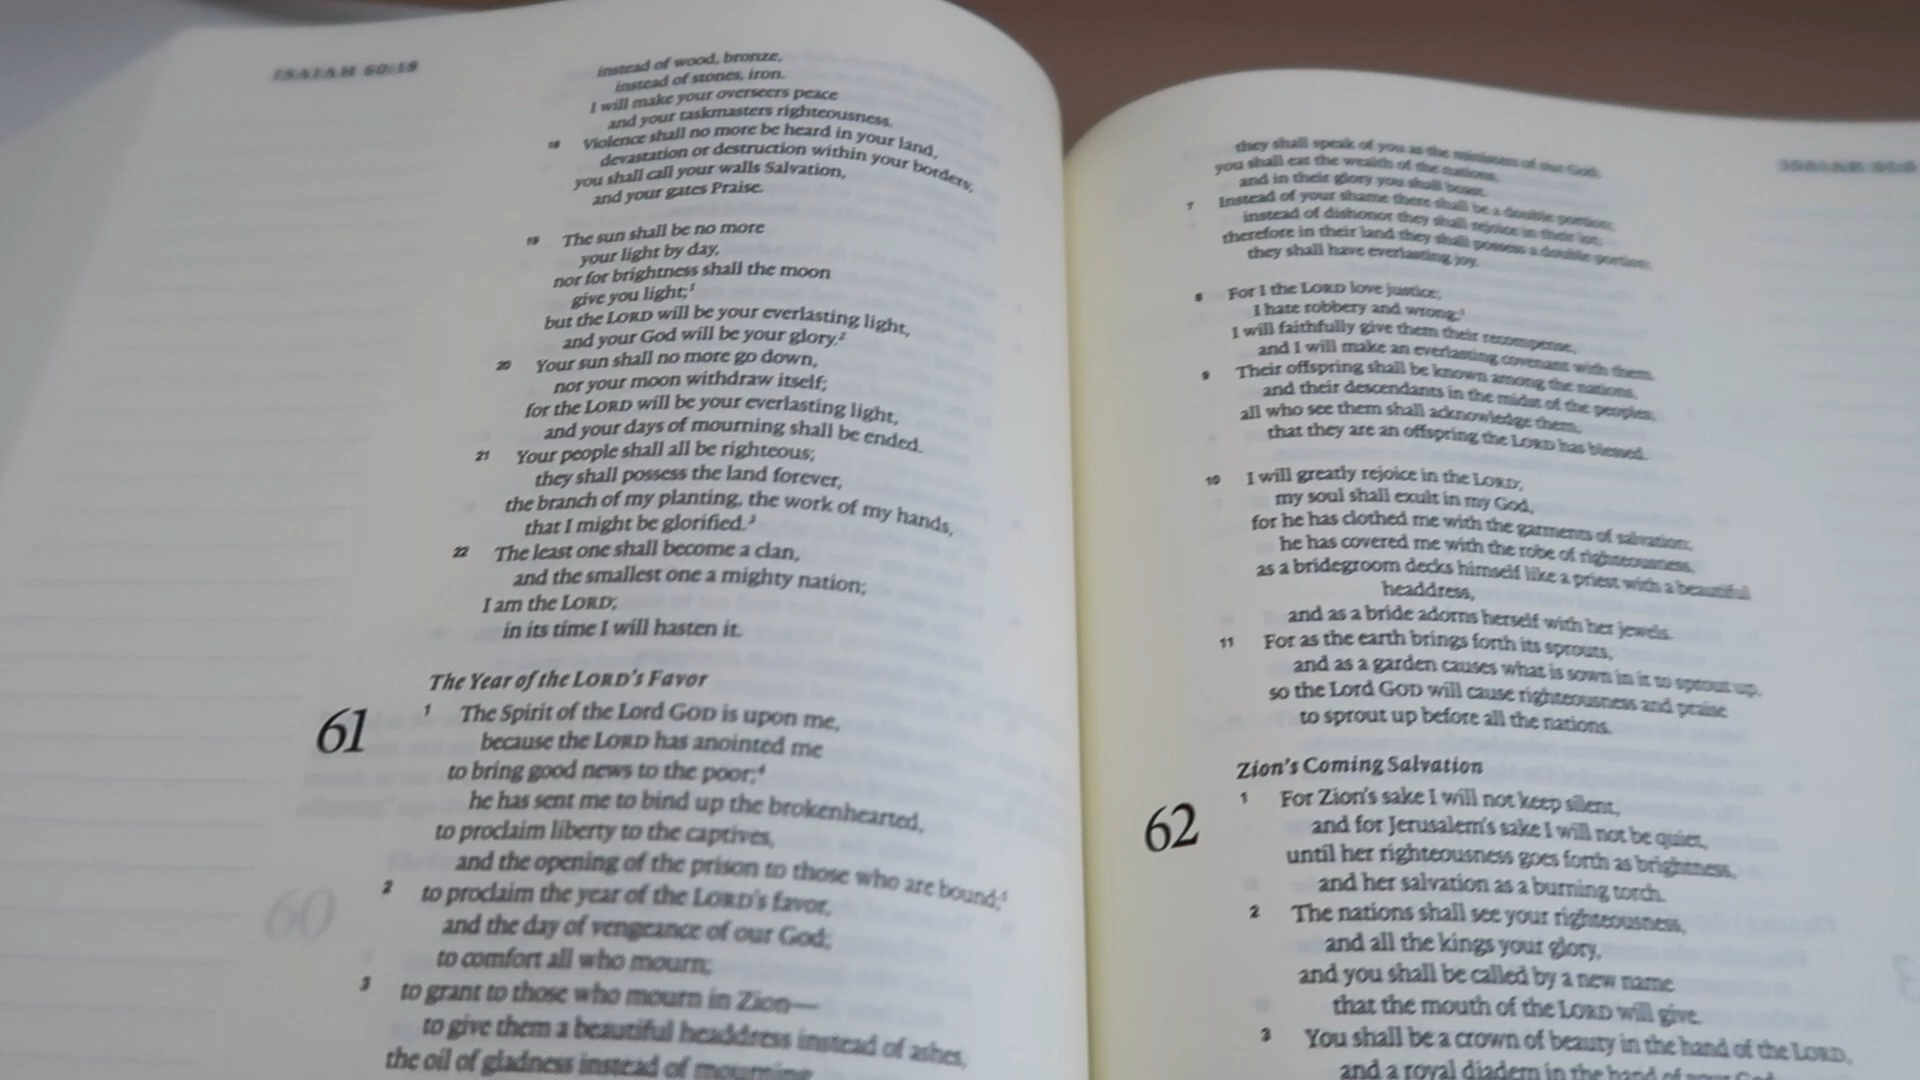 ISAIAH 60:18
instead of wood, bronze,
instead of stones, iron.
I will make your overseers peace
and your taskmasters righteousness.
18 Violence shall no more be heard in your land,
devastation or destruction within your borders;
you shall call your walls Salvation,
and your gates Praise.
19 The sun shall be no more
your light by day,
nor for brightness shall the moon
give you light;1
but the LORD will be your everlasting light,
and your God will be your glory.2
20 Your sun shall no more go down,
nor your moon withdraw itself;
for the LORD will be your everlasting light,
and your days of mourning shall be ended.
21 Your people shall all be righteous;
they shall possess the land forever,
the branch of my planting, the work of my hands,
that I might be glorified.3
22 The least one shall become a clan,
and the smallest one a mighty nation;
I am the LORD;
in its time I will hasten it.
The Year of the LORD's Favor
61
1 The Spirit of the Lord GOD is upon me,
because the LORD has anointed me
to bring good news to the poor;4
he has sent me to bind up the brokenhearted,
to proclaim liberty to the captives,
and the opening of the prison to those who are bound;5
2 to proclaim the year of the LORD's favor,
and the day of vengeance of our God;
to comfort all who mourn;
3 to grant to those who mourn in Zion—
to give them a beautiful headdress instead of ashes,
the oil of gladness instead of mourning,
60
ISAIAH
they shall speak of you as the ministers of our God;
you shall eat the wealth of the nations,
and in their glory you shall boast.
7 Instead of your shame there shall be a double portion;
instead of dishonor they shall rejoice in their lot;
therefore in their land they shall possess a double portion;
they shall have everlasting joy.
8 For I the LORD love justice;
I hate robbery and wrong;
I will faithfully give them their recompense,
and I will make an everlasting covenant with them.
9 Their offspring shall be known among the nations,
and their descendants in the midst of the peoples;
all who see them shall acknowledge them,
that they are an offspring the LORD has blessed.
10 I will greatly rejoice in the LORD;
my soul shall exult in my God,
for he has clothed me with the garments of salvation;
he has covered me with the robe of righteousness,
as a bridegroom decks himself like a priest with a beautiful
headdress,
and as a bride adorns herself with her jewels.
11 For as the earth brings forth its sprouts,
and as a garden causes what is sown in it to sprout up,
so the Lord GOD will cause righteousness and praise
to sprout up before all the nations.
Zion's Coming Salvation
62
1 For Zion's sake I will not keep silent,
and for Jerusalem's sake I will not be quiet,
until her righteousness goes forth as brightness,
and her salvation as a burning torch.
2 The nations shall see your righteousness,
and all the kings your glory,
and you shall be called by a new name
that the mouth of the LORD will give.
3 You shall be a crown of beauty in the hand of the LORD,
and a royal diadem in the hand of your God.